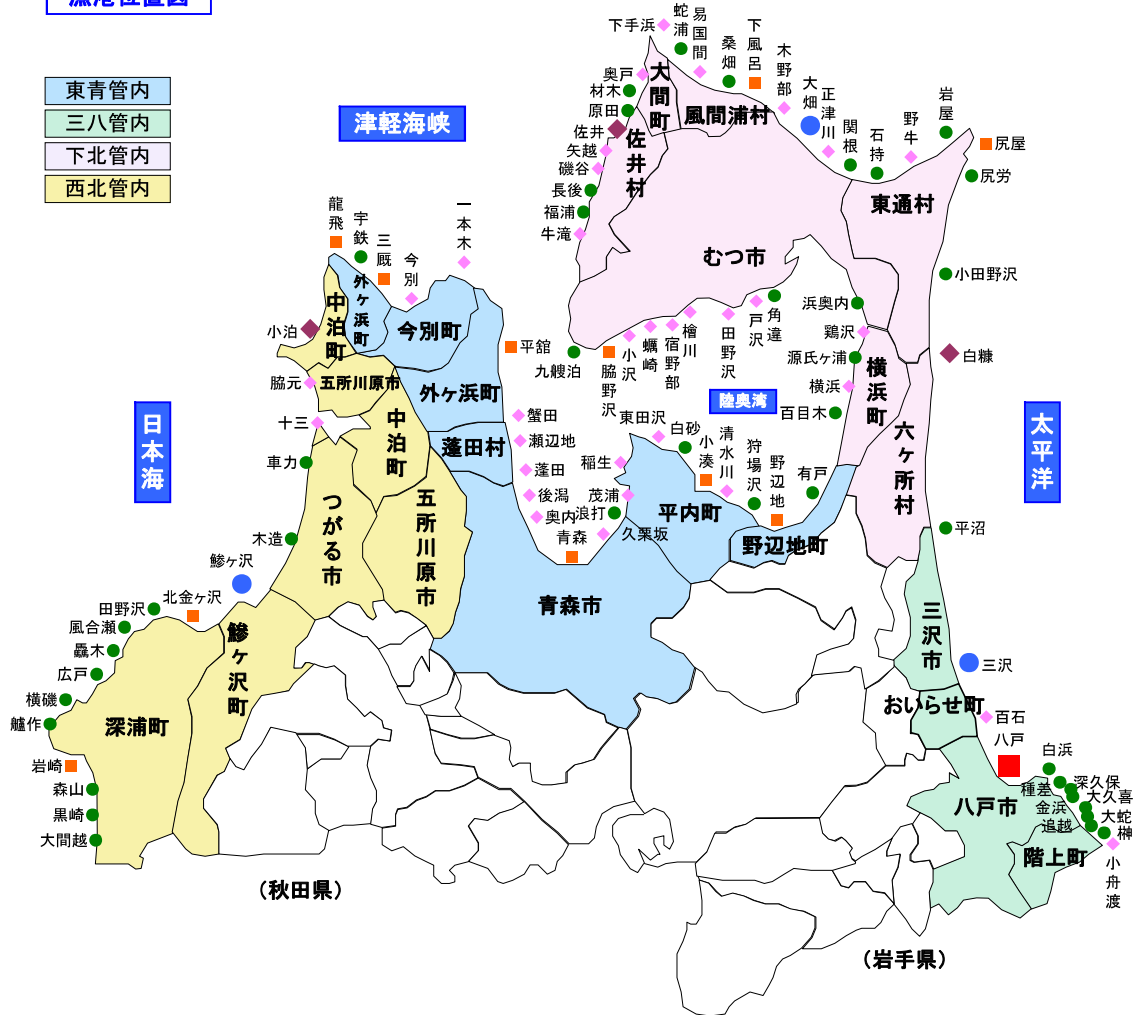 漁港位置図
東青管内
三八管内
下北管内
西北管内
津軽海峡
日本海
陸奥湾
太平洋
下手浜
蛇浦
易国間
桑畑
下風呂
木野部
大畑
正津川
関根
石持
野牛
岩屋
尻屋
尻労
小田野沢
白糠
平沼
奥戸
材木
原田
佐井
矢越
磯谷
長後
福浦
牛滝
九艘泊
脇野沢
小沢
蠣崎
宿野部
檜川
田野沢
戸沢
角違
浜奥内
鶏沢
源氏ヶ浦
横浜
百目木
有戸
野辺地
狩場沢
清水川
小湊
白砂
東田沢
稲生
茂浦
浪打
久栗坂
青森
奥内
後潟
蓬田
瀬辺地
蟹田
平舘
一本木
今別
三厩
宇鉄
龍飛
小泊
脇元
十三
車力
木造
鰺ヶ沢
北金ヶ沢
田野沢
風合瀬
驫木
広戸
横磯
艫作
岩崎
森山
黒崎
大間越
三沢
百石
八戸
白浜
深久保
種差
大久喜
金浜
大蛇
追越
榊
小舟渡
大間町
風間浦村
佐井村
むつ市
東通村
横浜町
六ヶ所村
中泊町
外ヶ浜町
今別町
五所川原市
外ヶ浜町
中泊町
蓬田村
つがる市
五所川原市
平内町
野辺地町
青森市
鰺ヶ沢町
深浦町
三沢市
おいらせ町
八戸市
階上町
(秋田県)
(岩手県)